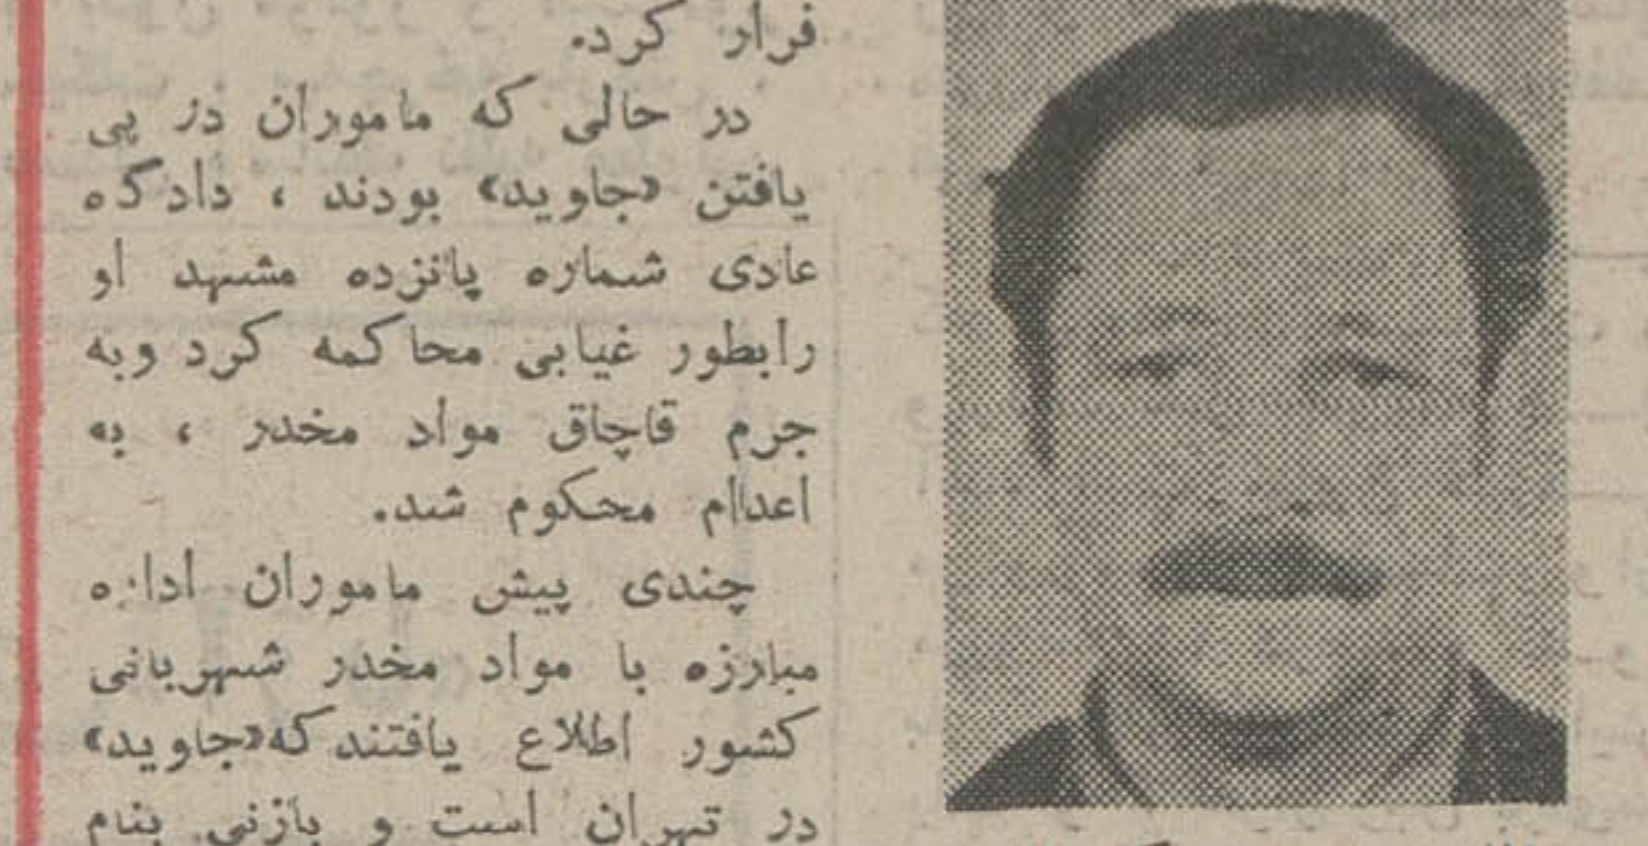 فرار کرد.
در حالی که ماموران در پی
یافتن «جاوید» بودند ، دادگاه
عادی شماره پانزده مشهد او
رابطور غیابی محاکمه کرد وبه
جرم قاچاق مواد مخدر ، به
اعدام محکوم شد.
چندی پیش ماموران اداره
مبارزه با مواد مخدر شهربانی
کشور اطلاع یافتند که«جاوید»
در تهران است و بازنی بنام